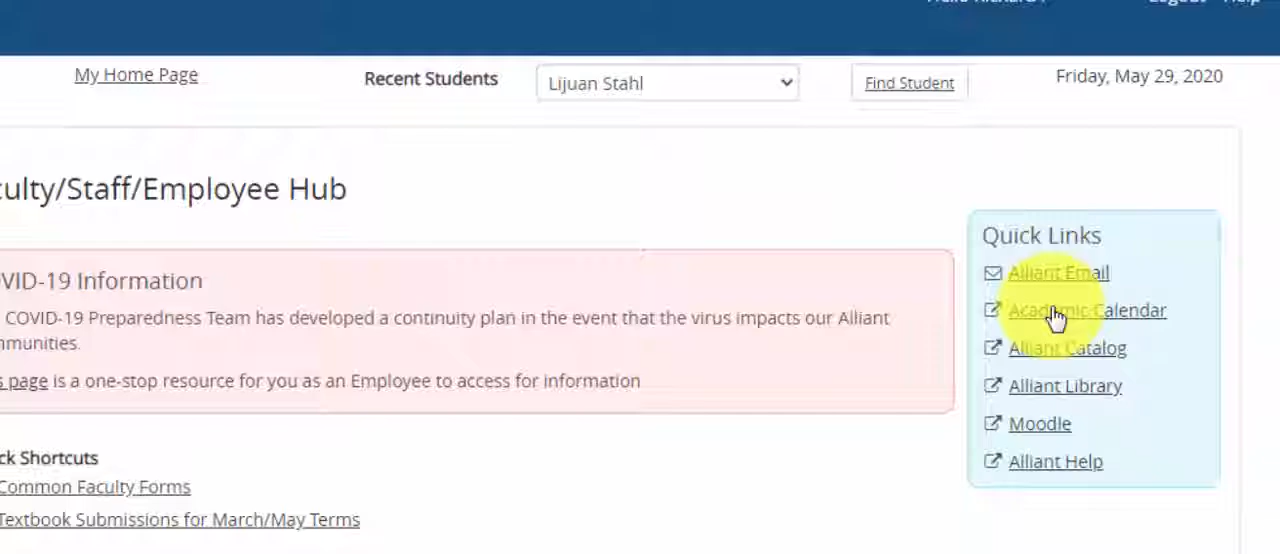 My Home Page
Recent Students
Lijuan Stahl
Find Student
Friday, May 29, 2020
Faculty/Staff/Employee Hub
Quick Links
Alliant Email
Academic Calendar
Alliant Catalog
Alliant Library
Moodle
Alliant Help
VID-19 Information
COVID-19 Preparedness Team has developed a continuity plan in the event that the virus impacts our Alliant
page is a one-stop resource for you as an Employee to access for information
Shortcuts
Common Faculty Forms
Textbook Submissions for March/May Terms